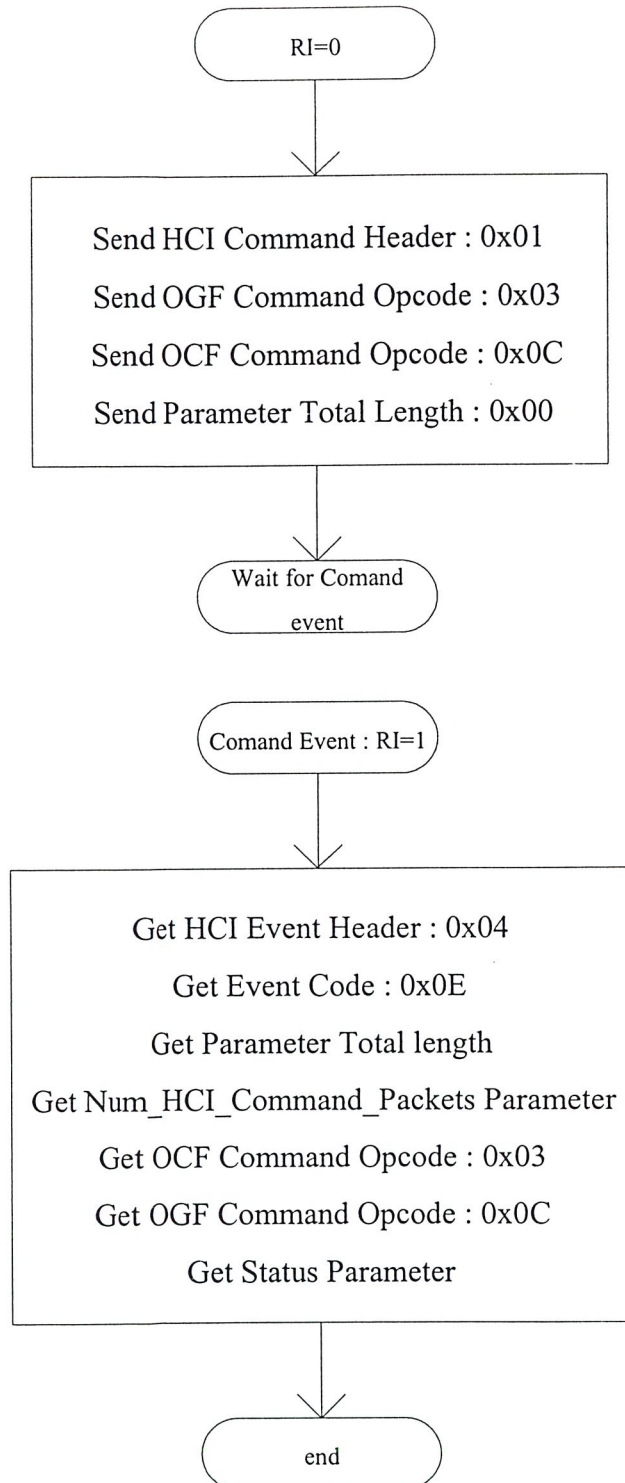 RI=0
Send HCI Command Header : 0x01
Send OGF Command Opcode : 0x03
Send OCF Command Opcode : 0x0C
Send Parameter Total Length : 0x00
Wait for Comand
event
Comand Event : RI=1
Get HCI Event Header : 0x04
Get Event Code : 0x0E
Get Parameter Total length
Get Num_HCI_Command_Packets Parameter
Get OCF Command Opcode : 0x03
Get OGF Command Opcode : 0x0C
Get Status Parameter
end